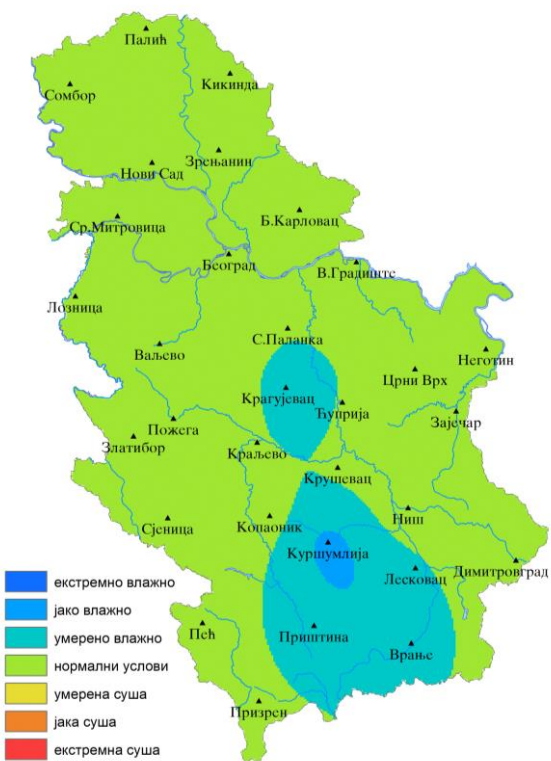 Палић
Кикинда
Сомбор
Зрењанин
Нови Сад
Б.Карловац
Ср.Митровица
Београд
В.Градиште
Лозница
С.Паланка
Ваљево
Неготин
Црни Врх
Крагујевац
Ћуприја
Зајечар
Пожега
Златибор
Краљево
Крушевац
Ниш
Сјеница
Копаоник
Куршумлија
Лесковац
Димитровград
екстремно влажно
јако влажно
умерено влажно
нормални услови
умерена суша
јака суша
екстремна суша
Пећ
Приштина
Врање
Призрен